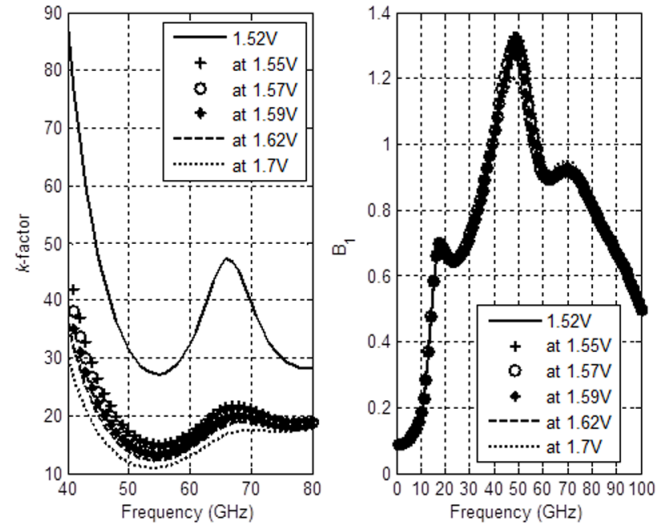 90
80
70
60
50
40
30
20
10
k-factor
40
50
60
70
80
Frequency (GHz)
1.52V
at 1.55V
at 1.57V
at 1.59V
at 1.62V
at 1.7V
1.4
1.2
1
0.8
0.6
0.4
0.2
0
B1
0
10
20
30
40
50
60
70
80
90
100
Frequency (GHz)
1.52V
at 1.55V
at 1.57V
at 1.59V
at 1.62V
at 1.7V